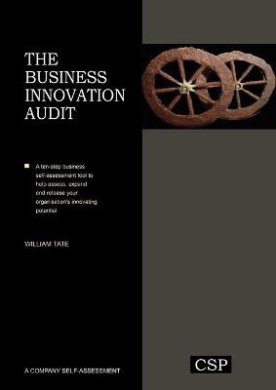 THE
BUSINESS
INNOVATION
AUDIT
A ten-step business
self-assessment tool to
help assess, expand
and release your
organisation's innovating
potential
WILLIAM TATE
A COMPANY SELF-ASSESSMENT
CSP